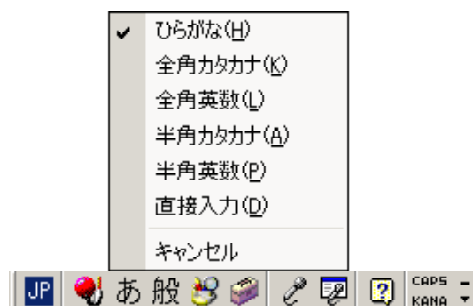 ひらがな(H)
全角カタカナ(K)
全角英数(L)
半角カタカナ(A)
半角英数(P)
直接入力(D)
キャンセル
JP あ 般 ? CAPS
KANA